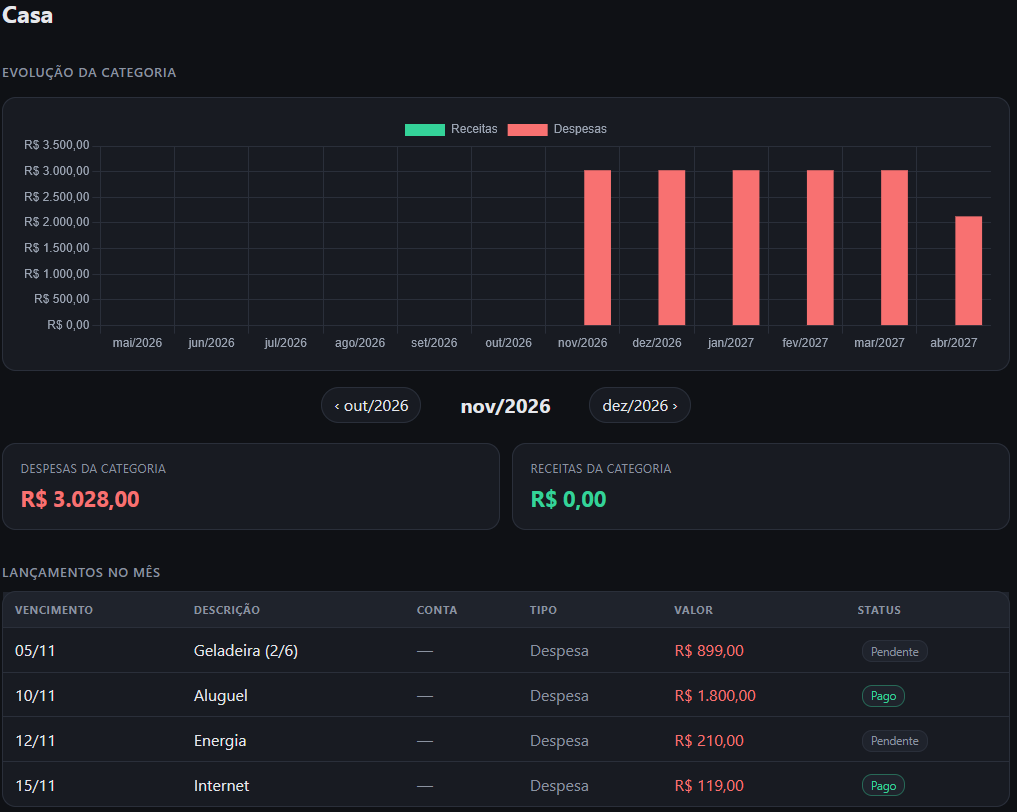 Casa
EVOLUÇÃO DA CATEGORIA
Receitas Despesas
R$ 3.500,00
R$ 3.000,00
R$ 2.500,00
R$ 2.000,00
R$ 1.500,00
R$ 1.000,00
R$ 500,00
R$ 0,00
mai/2026 jun/2026 jul/2026 ago/2026 set/2026 out/2026 nov/2026 dez/2026 jan/2027 fev/2027 mar/2027 abr/2027
‹ out/2026 nov/2026 dez/2026 ›
DESPESAS DA CATEGORIA RECEITAS DA CATEGORIA
R$ 3.028,00 R$ 0,00
LANÇAMENTOS NO MÊS
VENCIMENTO DESCRIÇÃO CONTA TIPO VALOR STATUS
05/11 Geladeira (2/6) — Despesa R$ 899,00 Pendente
10/11 Aluguel — Despesa R$ 1.800,00 Pago
12/11 Energia — Despesa R$ 210,00 Pendente
15/11 Internet — Despesa R$ 119,00 Pago